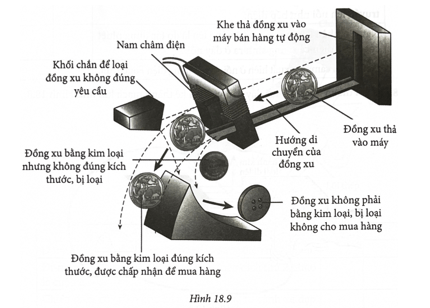 Khe thả đồng xu vào
máy bán hàng tự động
Nam châm điện
Khối chắn để loại
đồng xu không đúng
yêu cầu
Hướng di
chuyển của
đồng xu
Đồng xu thả
vào máy
Đồng xu bằng kim loại
nhưng không đúng kích
thước, bị loại
Đồng xu không phải
bằng kim loại, bị loại
không cho mua hàng
Đồng xu bằng kim loại đúng kích
thước, được chấp nhận để mua hàng
Hình 18.9